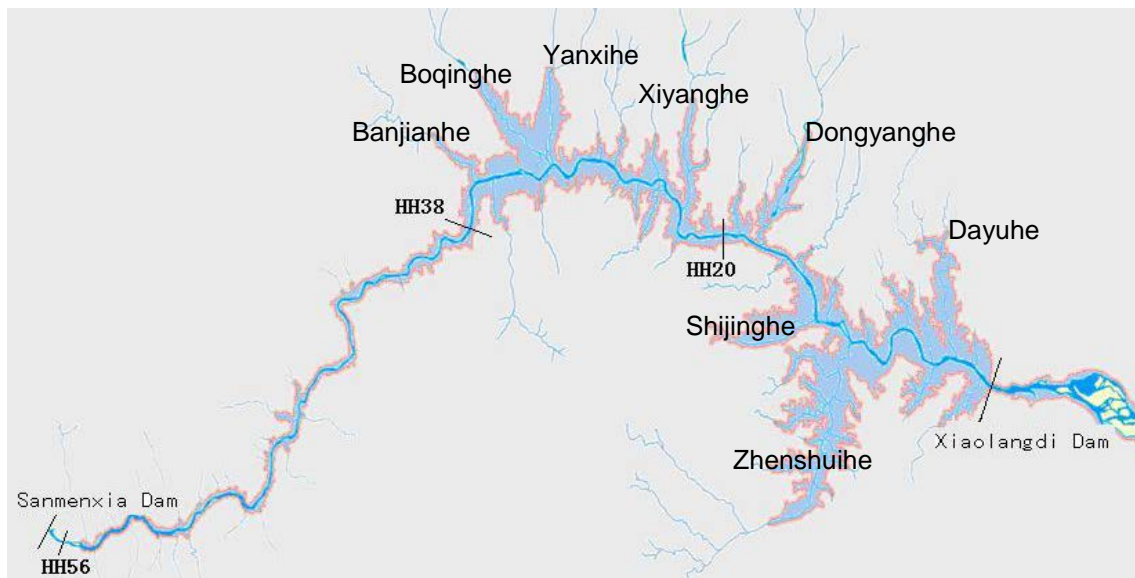 Yanxihe
Boqinghe
Xiyanghe
Banjianhe
Dongyanghe
HH38
Dayuhe
HH20
Shijinghe
Xiaolangdi Dam
Zhenshuihe
Sanmenxia Dam
HH56